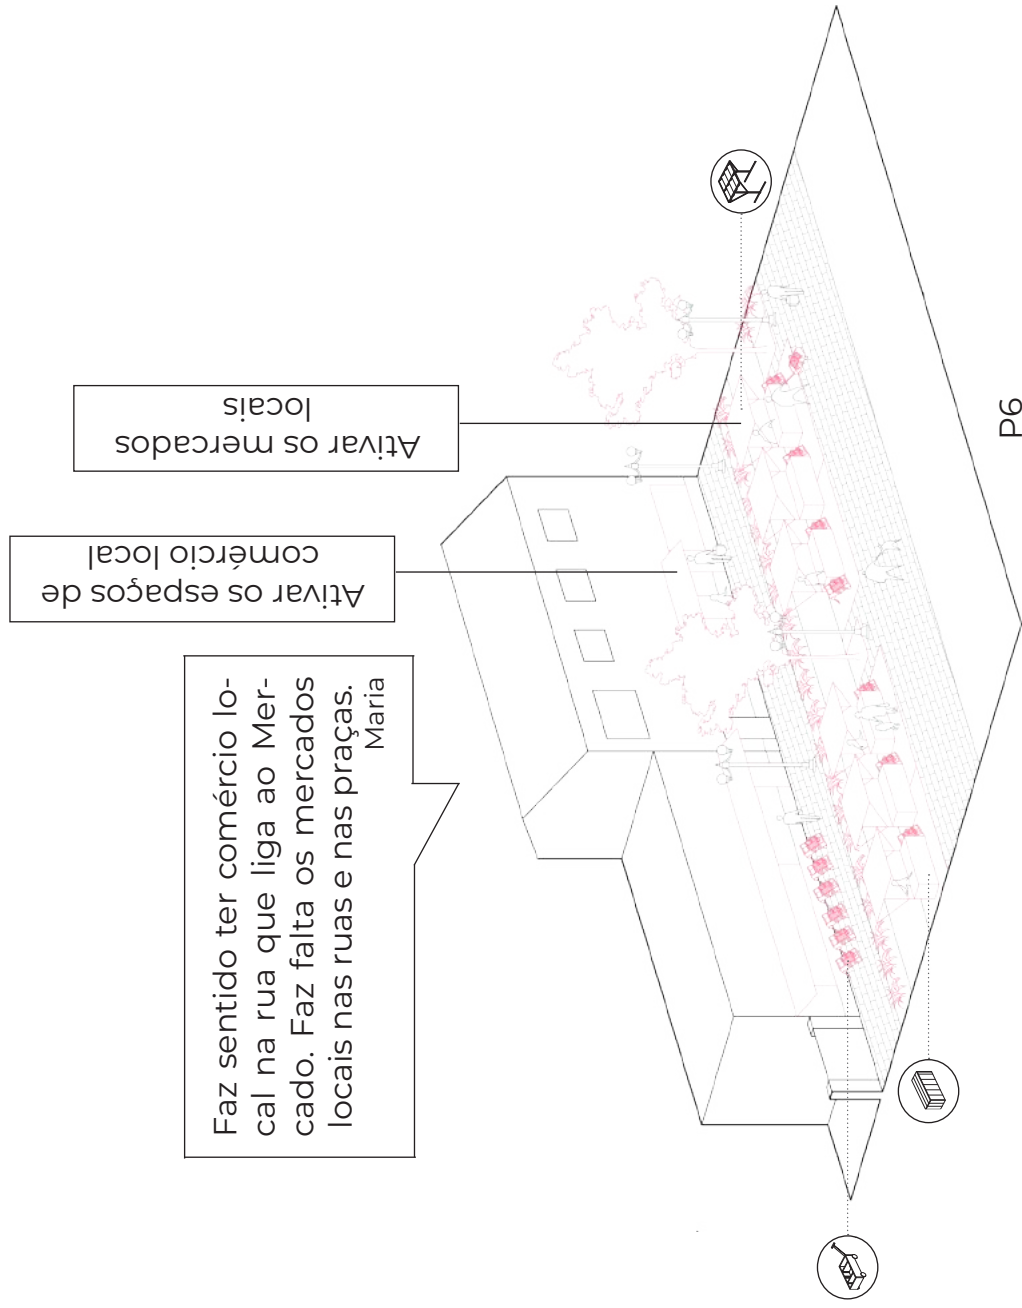 Faz sentido ter comércio lo-
cal na rua que liga ao Mer-
cado. Faz falta os mercados
locais nas ruas e nas praças.
Maria
Ativar os espaços de
comércio local
Ativar os mercados
locais
P6